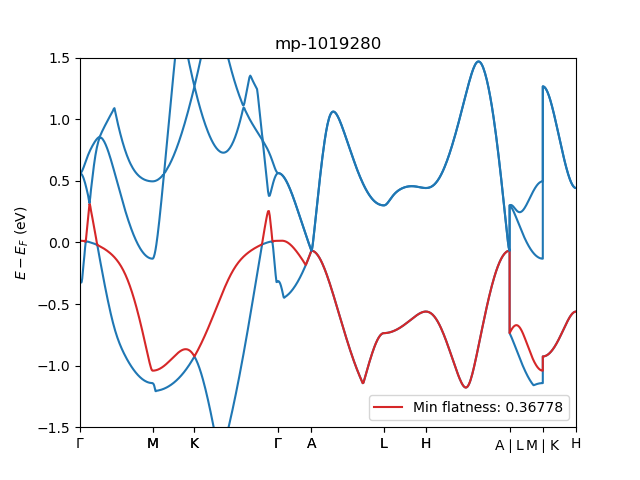 mp-1019280
E − E_F (eV)
1.5
1.0
0.5
0.0
−0.5
−1.0
−1.5
Min flatness: 0.36778
Γ M K Γ A L H A | L M | K H